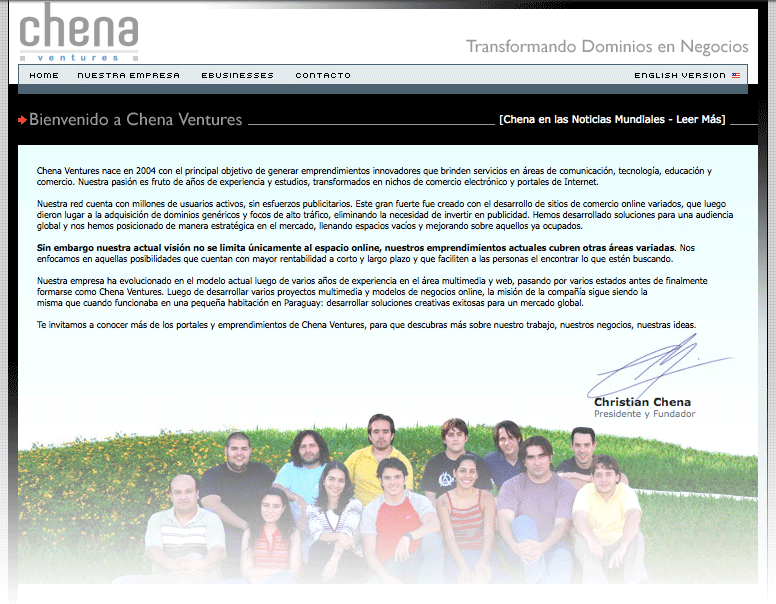 chena
ventures
Transformando Dominios en Negocios
HOME NUESTRA EMPRESA EBUSINESSES CONTACTO ENGLISH VERSION
Bienvenido a Chena Ventures [Chena en las Noticias Mundiales - Leer Más]
Chena Ventures nace en 2004 con el principal objetivo de generar emprendimientos innovadores que brinden servicios en áreas de comunicación, tecnología, educación y
comercio. Nuestra pasión es fruto de años de experiencia y estudios, transformados en nichos de comercio electrónico y portales de Internet.
Nuestra red cuenta con millones de usuarios activos, sin esfuerzos publicitarios. Este gran fuerte fue creado con el desarrollo de sitios de comercio online variados, que luego
dieron lugar a la adquisición de dominios genéricos y focos de alto tráfico, eliminando la necesidad de invertir en publicidad. Hemos desarrollado soluciones para una audiencia
global y nos hemos posicionado de manera estratégica en el mercado, llenando espacios vacíos y mejorando sobre aquellos ya ocupados.
Sin embargo nuestra actual visión no se limita únicamente al espacio online, nuestros emprendimientos actuales cubren otras áreas variadas. Nos
enfocamos en aquellas posibilidades que cuentan con mayor rentabilidad a corto y largo plazo y que faciliten a las personas el encontrar lo que estén buscando.
Nuestra empresa ha evolucionado en el modelo actual luego de varios años de experiencia en el área multimedia y web, pasando por varios estados antes de finalmente
formarse como Chena Ventures. Luego de desarrollar varios proyectos multimedia y modelos de negocios online, la misión de la compañía sigue siendo la
misma que cuando funcionaba en una pequeña habitación en Paraguay: desarrollar soluciones creativas exitosas para un mercado global.
Te invitamos a conocer más de los portales y emprendimientos de Chena Ventures, para que descubras más sobre nuestro trabajo, nuestros negocios, nuestras ideas.
Christian Chena
Presidente y Fundador